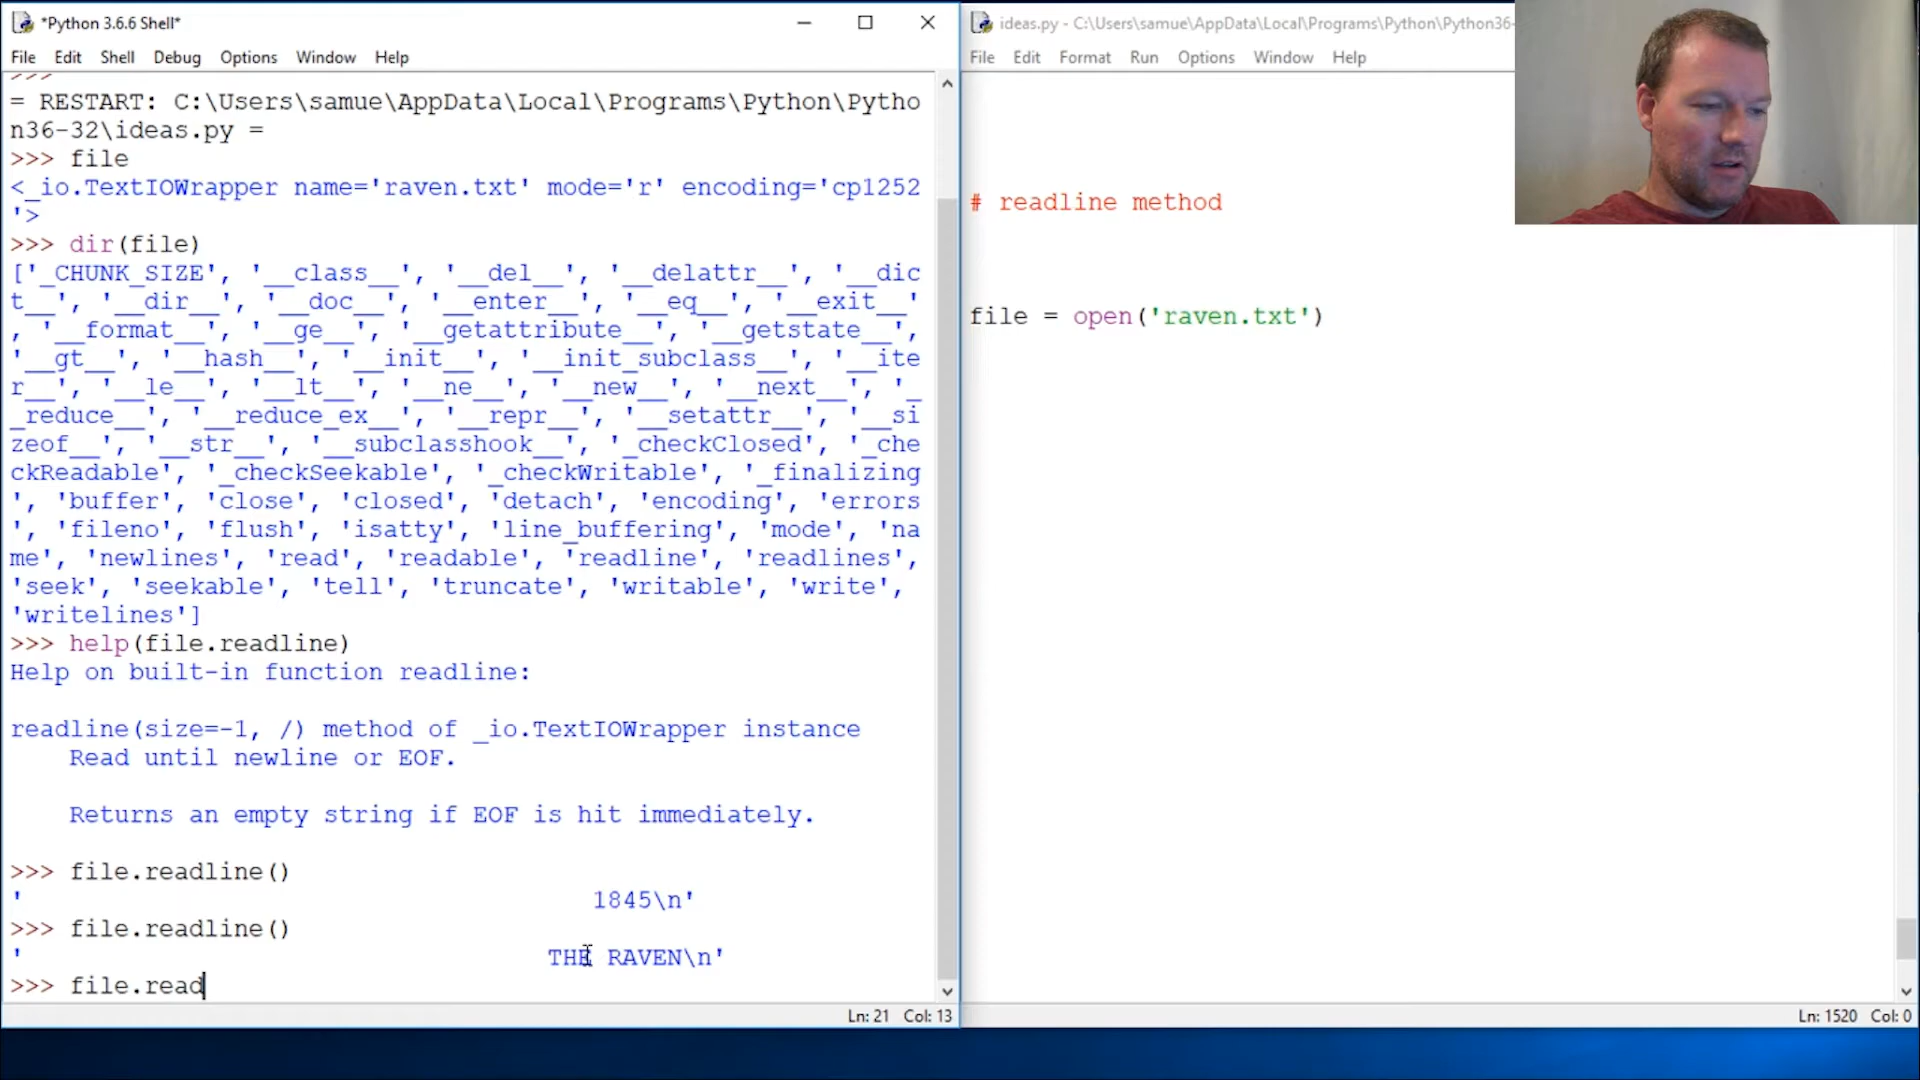 *Python 3.6.6 Shell*
File Edit Shell Debug Options Window Help
>>>
= RESTART: C:\Users\samue\AppData\Local\Programs\Python\Pytho
n36-32\ideas.py =
>>> file
<_io.TextIOWrapper name='raven.txt' mode='r' encoding='cp1252
'>
>>> dir(file)
['_CHUNK_SIZE', '__class__', '__del__', '__delattr__', '__dic
t__', '__dir__', '__doc__', '__enter__', '__eq__', '__exit__'
, '__format__', '__ge__', '__getattribute__', '__getstate__',
'__gt__', '__hash__', '__init__', '__init_subclass__', '__ite
r__', '__le__', '__lt__', '__ne__', '__new__', '__next__', '_
_reduce__', '__reduce_ex__', '__repr__', '__setattr__', '__si
zeof__', '__str__', '__subclasshook__', '_checkClosed', '_che
ckReadable', '_checkSeekable', '_checkWritable', '_finalizing
', 'buffer', 'close', 'closed', 'detach', 'encoding', 'errors
', 'fileno', 'flush', 'isatty', 'line_buffering', 'mode', 'na
me', 'newlines', 'read', 'readable', 'readline', 'readlines',
'seek', 'seekable', 'tell', 'truncate', 'writable', 'write',
'writelines']
>>> help(file.readline)
Help on built-in function readline:
readline(size=-1, /) method of _io.TextIOWrapper instance
Read until newline or EOF.
Returns an empty string if EOF is hit immediately.
>>> file.readline()
' 1845\n'
>>> file.readline()
' THE RAVEN\n'
>>> file.read
Ln: 21 Col: 13
ideas.py - C:\Users\samue\AppData\Local\Programs\Python\Python36-
File Edit Format Run Options Window Help
# readline method
file = open('raven.txt')
Ln: 1520 Col: 0